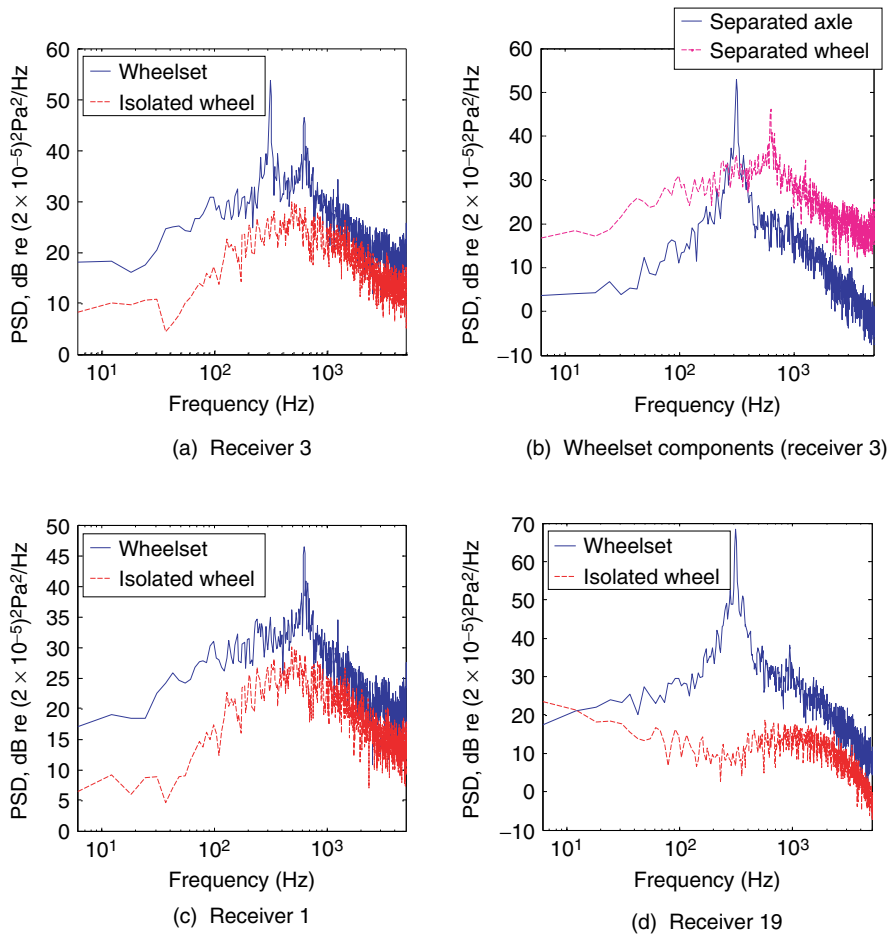 60
50
40
30
20
10
0
PSD, dB re (2 × 10⁻⁵)²Pa²/Hz
Wheelset
Isolated wheel
10¹ 10² 10³
Frequency (Hz)
(a) Receiver 3
Separated axle
Separated wheel
60
50
40
30
20
10
0
−10
PSD, dB re (2 × 10⁻⁵)²Pa²/Hz
10¹ 10² 10³
Frequency (Hz)
(b) Wheelset components (receiver 3)
50
45
40
35
30
25
20
15
10
5
0
PSD, dB re (2 × 10⁻⁵)²Pa²/Hz
Wheelset
Isolated wheel
10¹ 10² 10³
Frequency (Hz)
(c) Receiver 1
70
60
50
40
30
20
10
0
−10
PSD, dB re (2 × 10⁻⁵)²Pa²/Hz
Wheelset
Isolated wheel
10¹ 10² 10³
Frequency (Hz)
(d) Receiver 19